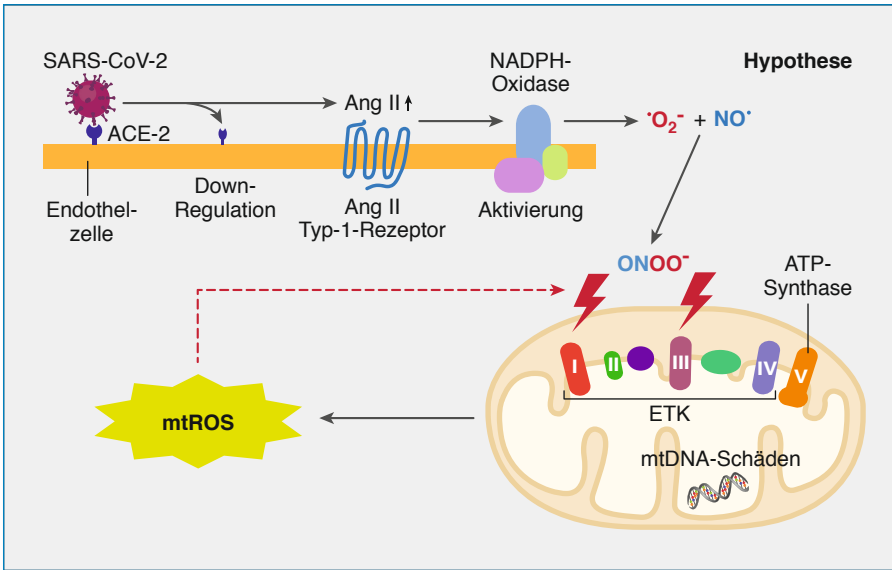 SARS-CoV-2
NADPH-
Oxidase
Hypothese
Ang II
•O2- + NO•
ACE-2
Endothel-
zelle
Down-
Regulation
Ang II
Typ-1-Rezeptor
Aktivierung
ONOO-
ATP-
Synthase
I
II
III
IV
V
ETK
mtROS
mtDNA-Schäden